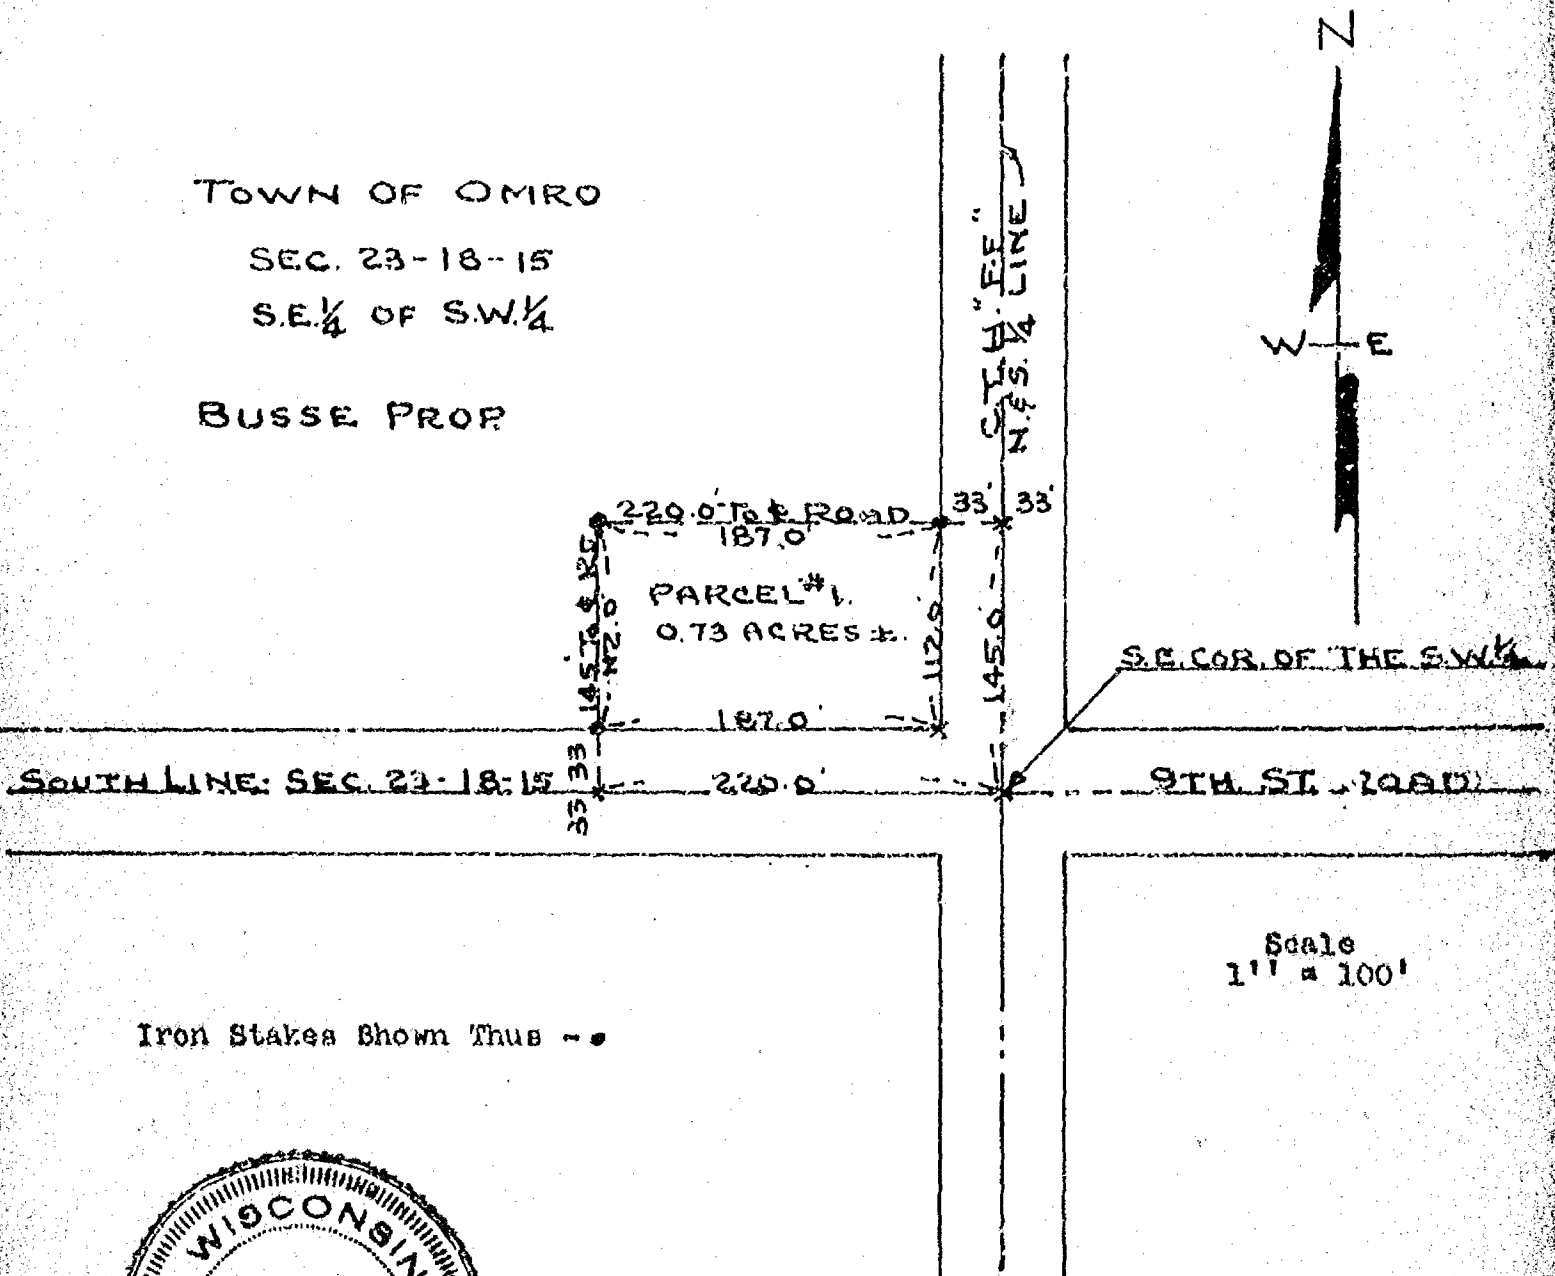 N
TOWN OF OMRO
SEC. 23-18-15
S.E.¼ OF S.W.¼
BUSSE PROP.
C.T.H. "F.F"
N.&S. ¼ LINE
W E
220.0' To ℄ ROAD
33' 33'
187.0'
145' To ℄ RD
112.0'
PARCEL #1.
0.73 ACRES ±.
112.0'
145.0'
S.E. COR. OF THE S.W.¼
187.0'
33 33
SOUTH LINE: SEC. 23-18-15
220.0'
9TH. ST. ROAD
Scale
1'' = 100'
Iron Stakes Shown Thus -
WISCONSIN